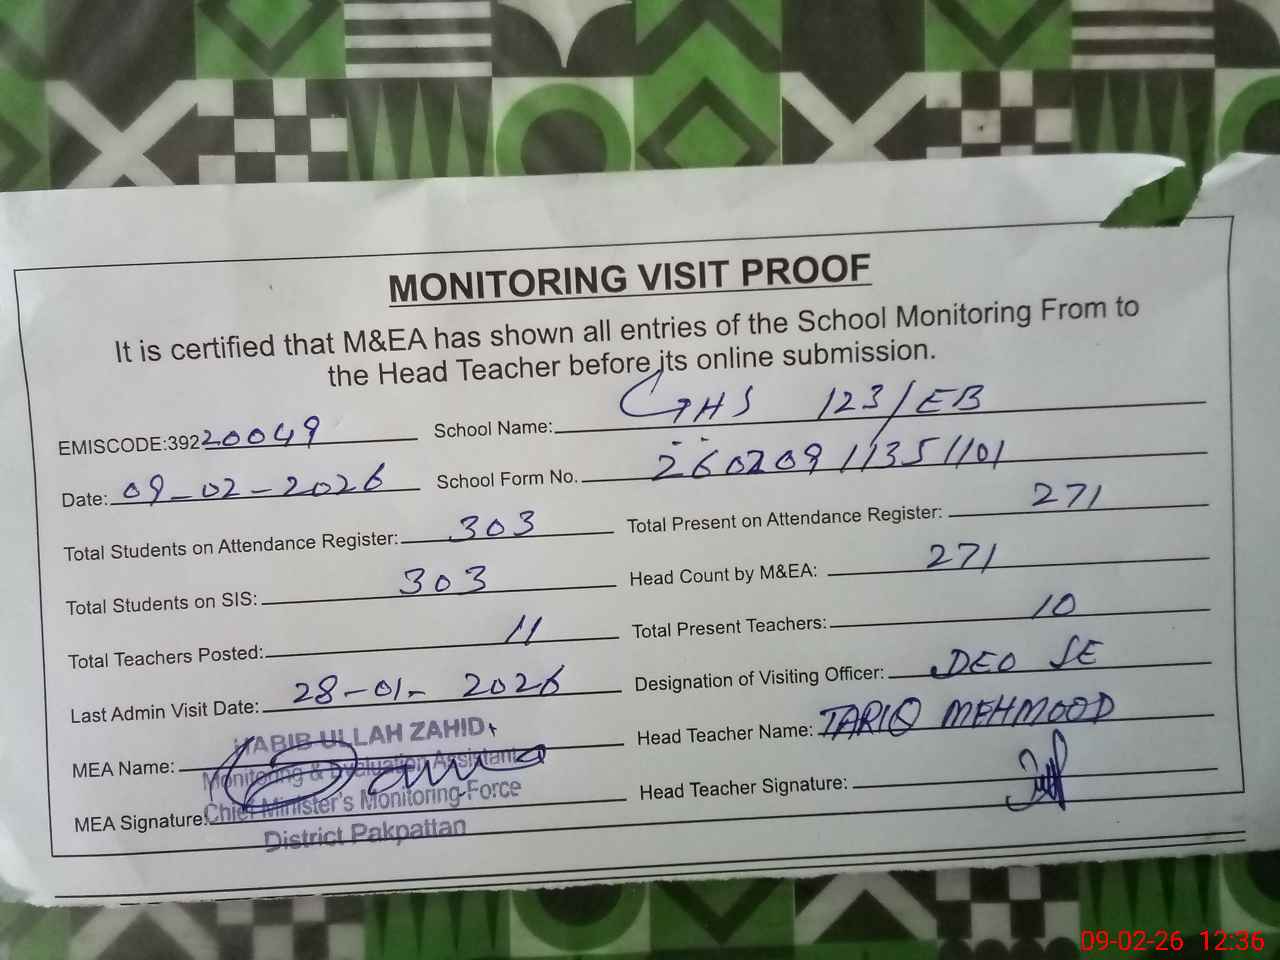 MONITORING VISIT PROOF
It is certified that M&EA has shown all entries of the School Monitoring From to
the Head Teacher before its online submission.
EMISCODE:39220049 School Name: GHS 123/EB
Date: 09-02-2026 School Form No. 26020911351101
Total Students on Attendance Register: 303 Total Present on Attendance Register: 271
Total Students on SIS: 303 Head Count by M&EA: 271
Total Teachers Posted: 11 Total Present Teachers: 10
Last Admin Visit Date: 28-01-2026 Designation of Visiting Officer: DEO SE
MEA Name: HABIB ULLAH ZAHID Head Teacher Name: TARIQ MEHMOOD
Monitoring & Evaluation Assistant
MEA Signature: Chief Minister's Monitoring Force Head Teacher Signature:
District Pakpattan
09-02-26 12:36